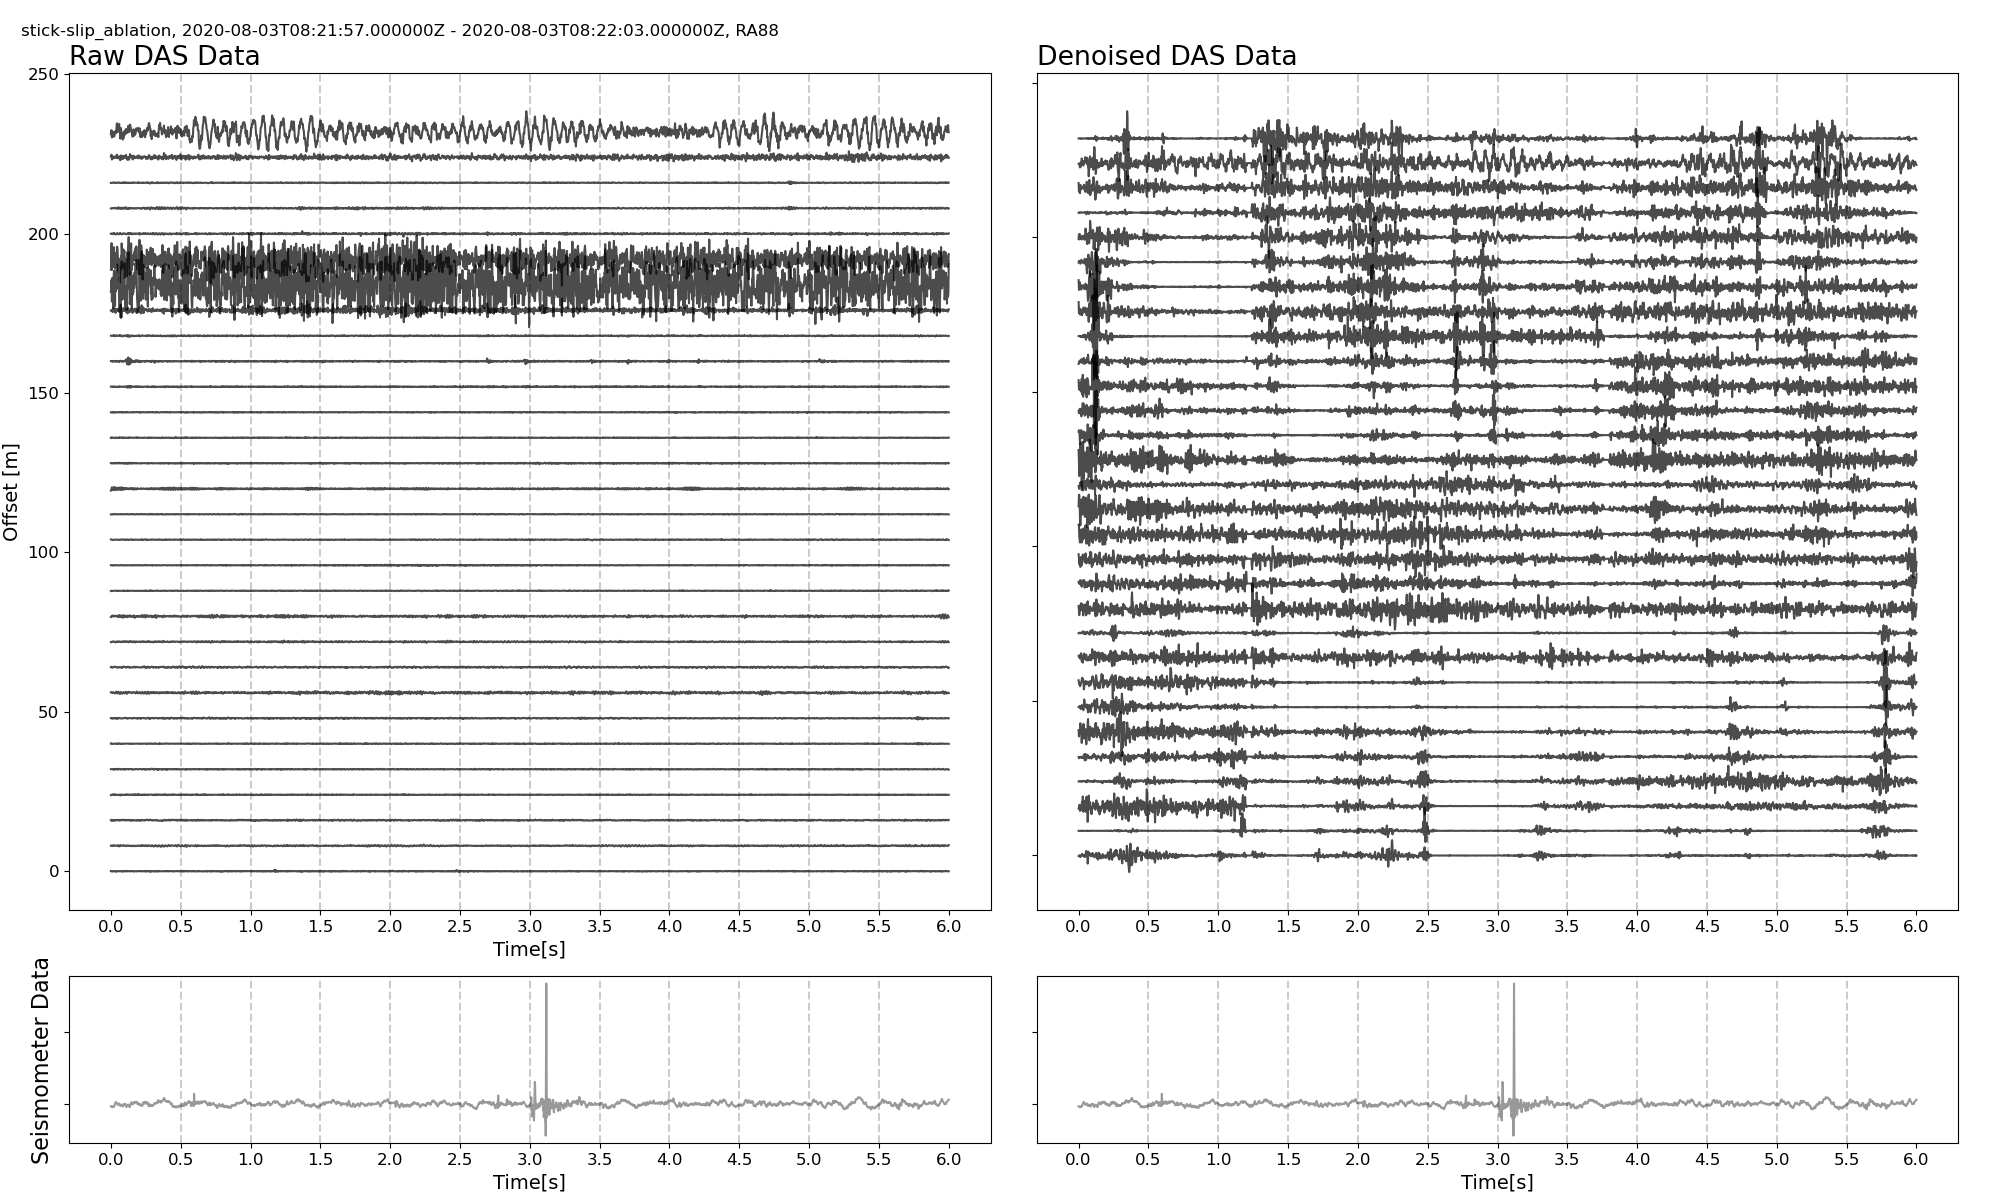 stick-slip_ablation, 2020-08-03T08:21:57.000000Z - 2020-08-03T08:22:03.000000Z, RA88
Raw DAS Data
Denoised DAS Data
Offset [m]
250
200
150
100
50
0
0.0 0.5 1.0 1.5 2.0 2.5 3.0 3.5 4.0 4.5 5.0 5.5 6.0
Time[s]
0.0 0.5 1.0 1.5 2.0 2.5 3.0 3.5 4.0 4.5 5.0 5.5 6.0
Seismometer Data
0.0 0.5 1.0 1.5 2.0 2.5 3.0 3.5 4.0 4.5 5.0 5.5 6.0
Time[s]
0.0 0.5 1.0 1.5 2.0 2.5 3.0 3.5 4.0 4.5 5.0 5.5 6.0
Time[s]